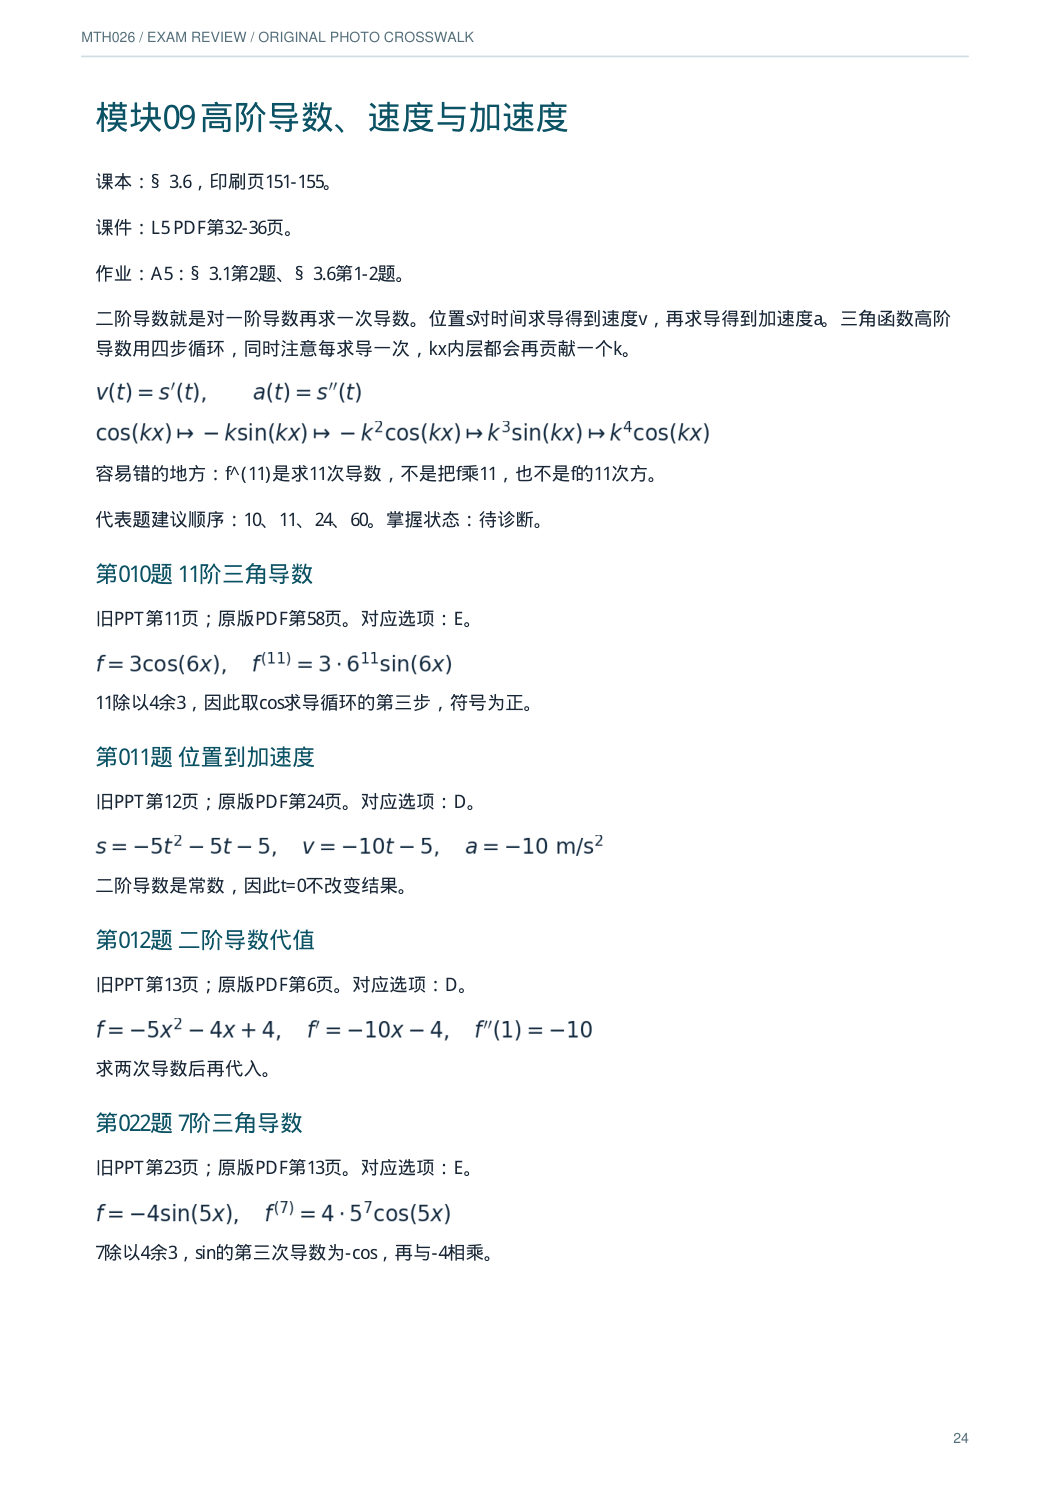 MTH026 / EXAM REVIEW / ORIGINAL PHOTO CROSSWALK
模块09 高阶导数、速度与加速度
课本：§ 3.6，印刷页151-155。
课件：L5 PDF第32-36页。
作业：A5：§ 3.1第2题、§ 3.6第1-2题。
二阶导数就是对一阶导数再求一次导数。位置s对时间求导得到速度v，再求导得到加速度a。三角函数高阶
导数用四步循环，同时注意每求导一次，kx内层都会再贡献一个k。
v(t) = s′(t),  a(t) = s″(t)
cos(kx) ↦ −ksin(kx) ↦ −k²cos(kx) ↦ k³sin(kx) ↦ k⁴cos(kx)
容易错的地方：f^(11)是求11次导数，不是把f乘11，也不是f的11次方。
代表题建议顺序：10、11、24、60。掌握状态：待诊断。
第010题 11阶三角导数
旧PPT第11页；原版PDF第58页。对应选项：E。
f = 3cos(6x),  f⁽¹¹⁾ = 3 · 6¹¹sin(6x)
11除以4余3，因此取cos求导循环的第三步，符号为正。
第011题 位置到加速度
旧PPT第12页；原版PDF第24页。对应选项：D。
s = −5t² − 5t − 5,  v = −10t − 5,  a = −10 m/s²
二阶导数是常数，因此t=0不改变结果。
第012题 二阶导数代值
旧PPT第13页；原版PDF第6页。对应选项：D。
f = −5x² − 4x + 4,  f′ = −10x − 4,  f″(1) = −10
求两次导数后再代入。
第022题 7阶三角导数
旧PPT第23页；原版PDF第13页。对应选项：E。
f = −4sin(5x),  f⁽⁷⁾ = 4 · 5⁷cos(5x)
7除以4余3，sin的第三次导数为-cos，再与-4相乘。
24